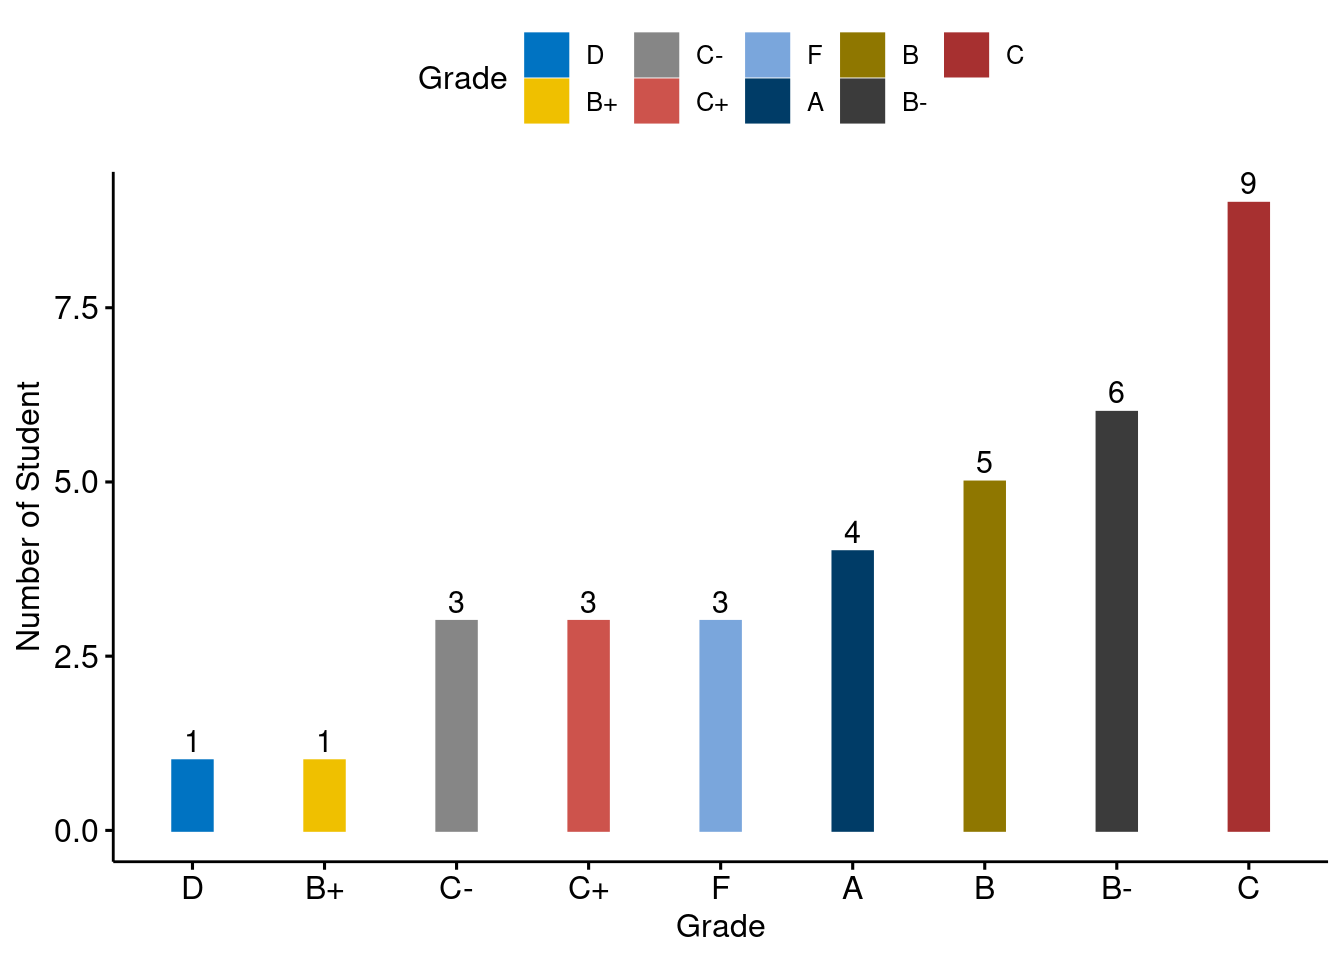 Grade D C- F B C
B+ C+ A B-
9
7.5
6
5
5.0
4
3 3 3
2.5
1 1
0.0
Number of Student
D B+ C- C+ F A B B- C
Grade